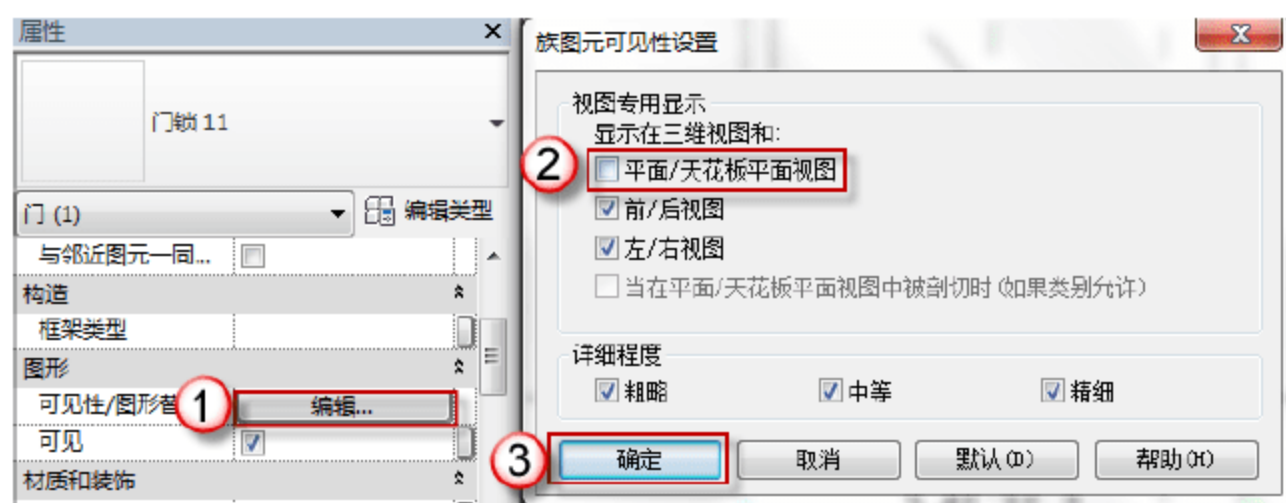 属性
门锁 11
门 (1)
编辑类型
与邻近图元一同...
构造
框架类型
图形
可见性/图形替
1
编辑...
可见
材质和装饰
族图元可见性设置
视图专用显示
显示在三维视图和:
2
平面/天花板平面视图
前/后视图
左/右视图
当在平面/天花板平面视图中被剖切时(如果类别允许)
详细程度
粗略 中等 精细
3
确定 取消 默认(D) 帮助(H)